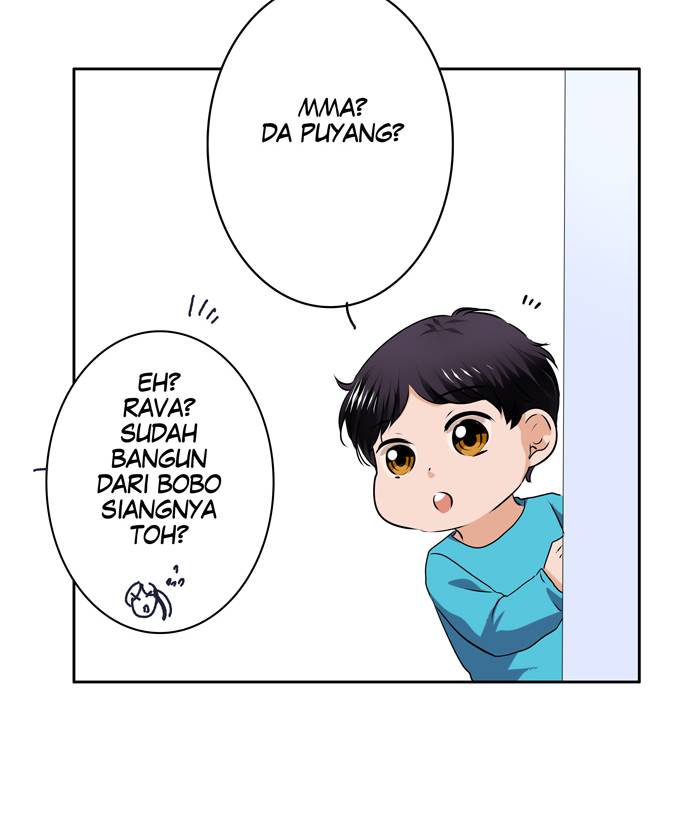 MMA?
DA PUYANG?
EH?
RAVA?
SUDAH
BANGUN
DARI BOBO
SIANGNYA
TOH?